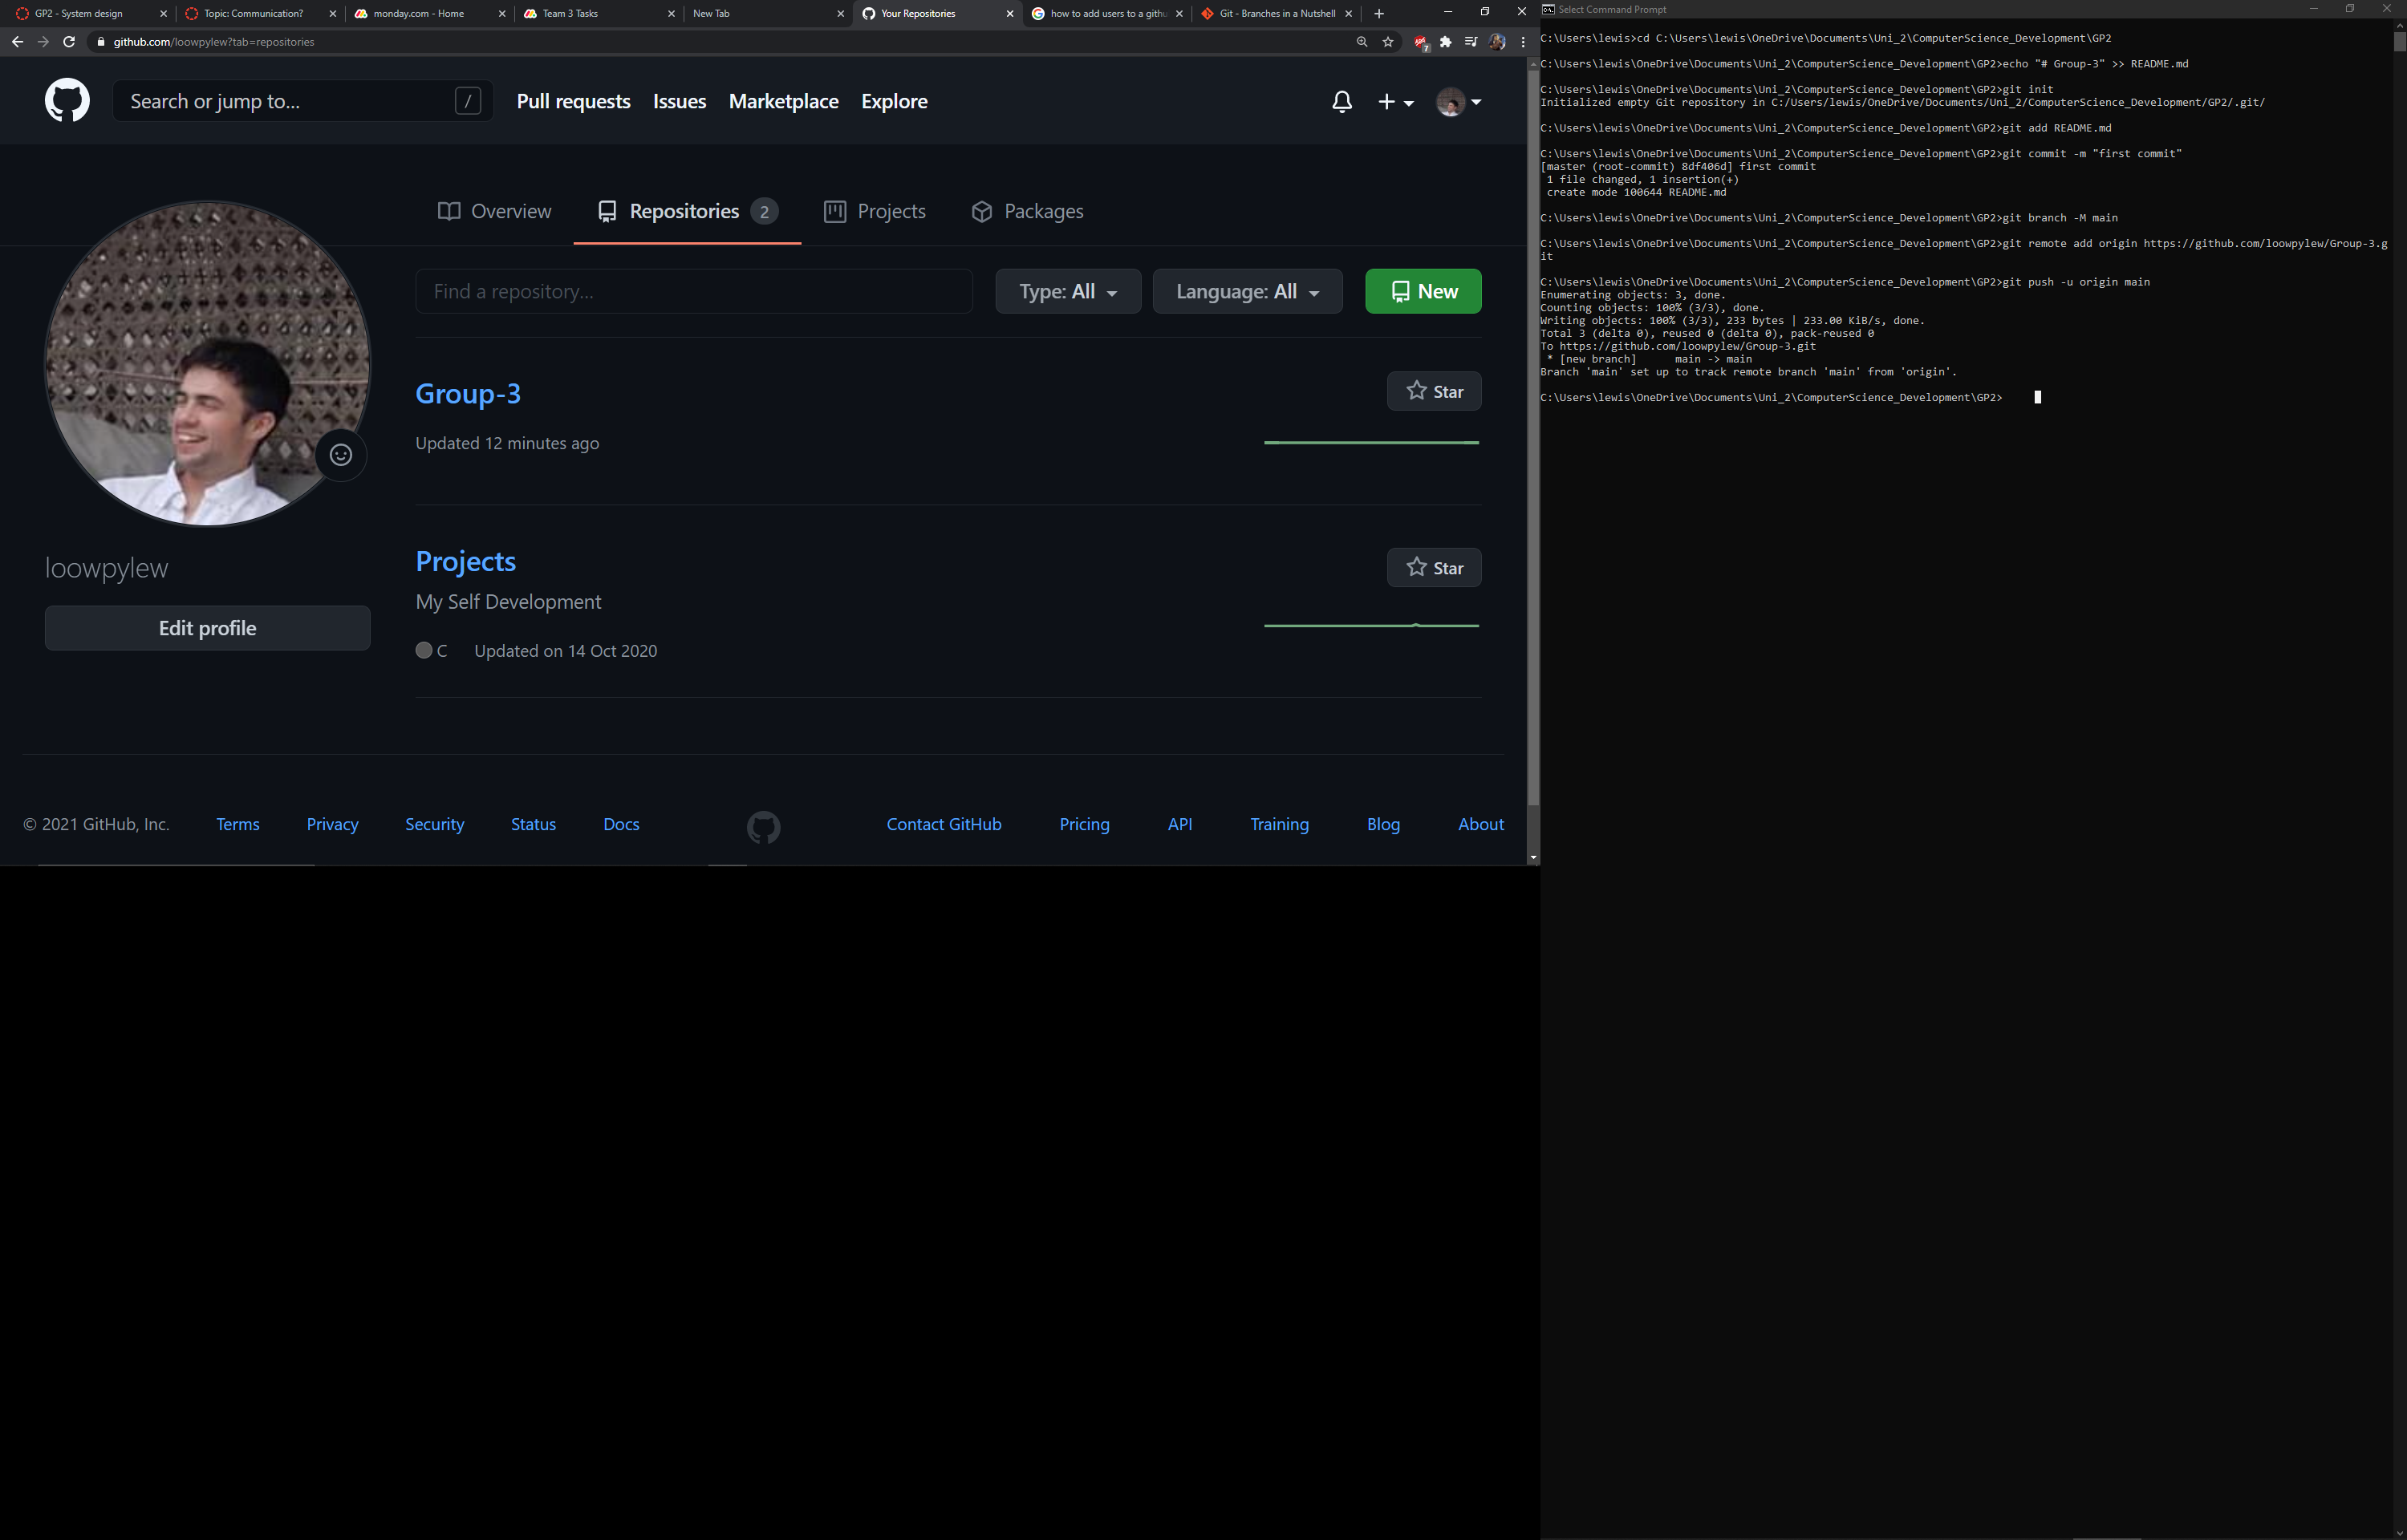 GP2 - System design
Topic: Communication?
monday.com - Home
Team 3 Tasks
New Tab
Your Repositories
how to add users to a githu
Git - Branches in a Nutshell
github.com/loowpylew?tab=repositories
7
Search or jump to...
/
Pull requests
Issues
Marketplace
Explore
Overview
Repositories 2
Projects
Packages
Find a repository...
Type: All
Language: All
New
Group-3
Star
Updated 12 minutes ago
Projects
Star
My Self Development
C Updated on 14 Oct 2020
loowpylew
Edit profile
© 2021 GitHub, Inc.
Terms
Privacy
Security
Status
Docs
Contact GitHub
Pricing
API
Training
Blog
About
Select Command Prompt
C:\Users\lewis>cd C:\Users\lewis\OneDrive\Documents\Uni_2\ComputerScience_Development\GP2
C:\Users\lewis\OneDrive\Documents\Uni_2\ComputerScience_Development\GP2>echo "# Group-3" >> README.md
C:\Users\lewis\OneDrive\Documents\Uni_2\ComputerScience_Development\GP2>git init
Initialized empty Git repository in C:/Users/lewis/OneDrive/Documents/Uni_2/ComputerScience_Development/GP2/.git/
C:\Users\lewis\OneDrive\Documents\Uni_2\ComputerScience_Development\GP2>git add README.md
C:\Users\lewis\OneDrive\Documents\Uni_2\ComputerScience_Development\GP2>git commit -m "first commit"
[master (root-commit) 8df406d] first commit
1 file changed, 1 insertion(+)
create mode 100644 README.md
C:\Users\lewis\OneDrive\Documents\Uni_2\ComputerScience_Development\GP2>git branch -M main
C:\Users\lewis\OneDrive\Documents\Uni_2\ComputerScience_Development\GP2>git remote add origin https://github.com/loowpylew/Group-3.g
it
C:\Users\lewis\OneDrive\Documents\Uni_2\ComputerScience_Development\GP2>git push -u origin main
Enumerating objects: 3, done.
Counting objects: 100% (3/3), done.
Writing objects: 100% (3/3), 233 bytes | 233.00 KiB/s, done.
Total 3 (delta 0), reused 0 (delta 0), pack-reused 0
To https://github.com/loowpylew/Group-3.git
* [new branch] main -> main
Branch 'main' set up to track remote branch 'main' from 'origin'.
C:\Users\lewis\OneDrive\Documents\Uni_2\ComputerScience_Development\GP2>